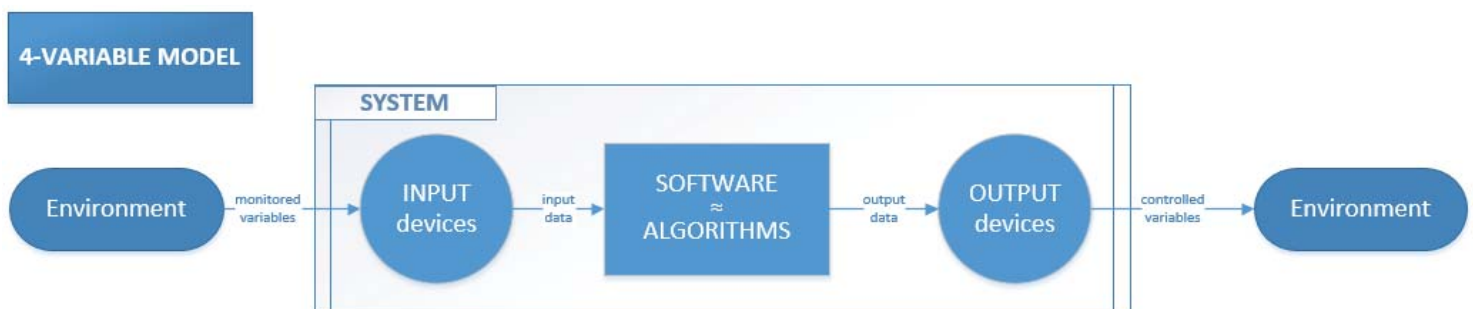 4-VARIABLE MODEL
SYSTEM
Environment
monitored
variables
INPUT
devices
input
data
SOFTWARE
≈
ALGORITHMS
output
data
OUTPUT
devices
controlled
variables
Environment